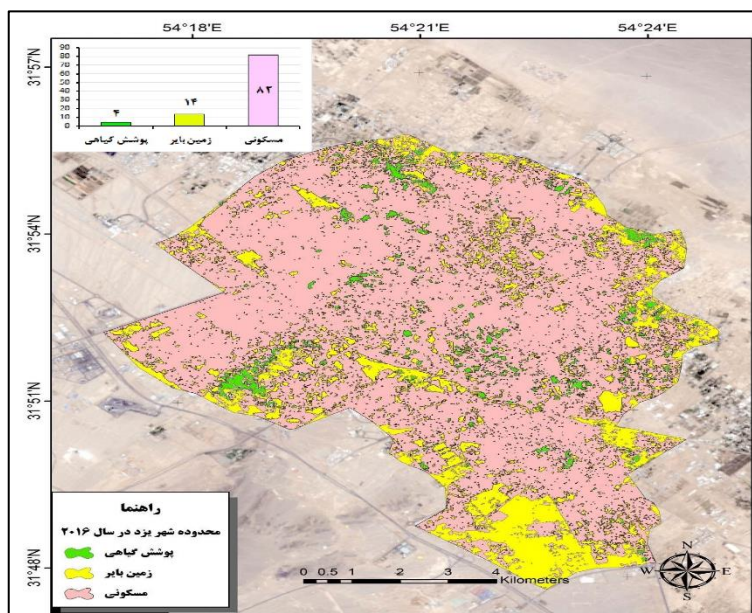 54°18'E 54°21'E 54°24'E
31°57'N
31°54'N
31°51'N
31°48'N
90
80
70
60
50
40
30
20
10
0
۴ ۱۴ ۸۲
پوشش گیاهی زمین بایر مسکونی
راهنما
محدوده شهر یزد در سال ۲۰۱۶
پوشش گیاهی
زمین بایر
مسکونی
0 0.5 1 2 3 4
Kilometers
N
W E
S